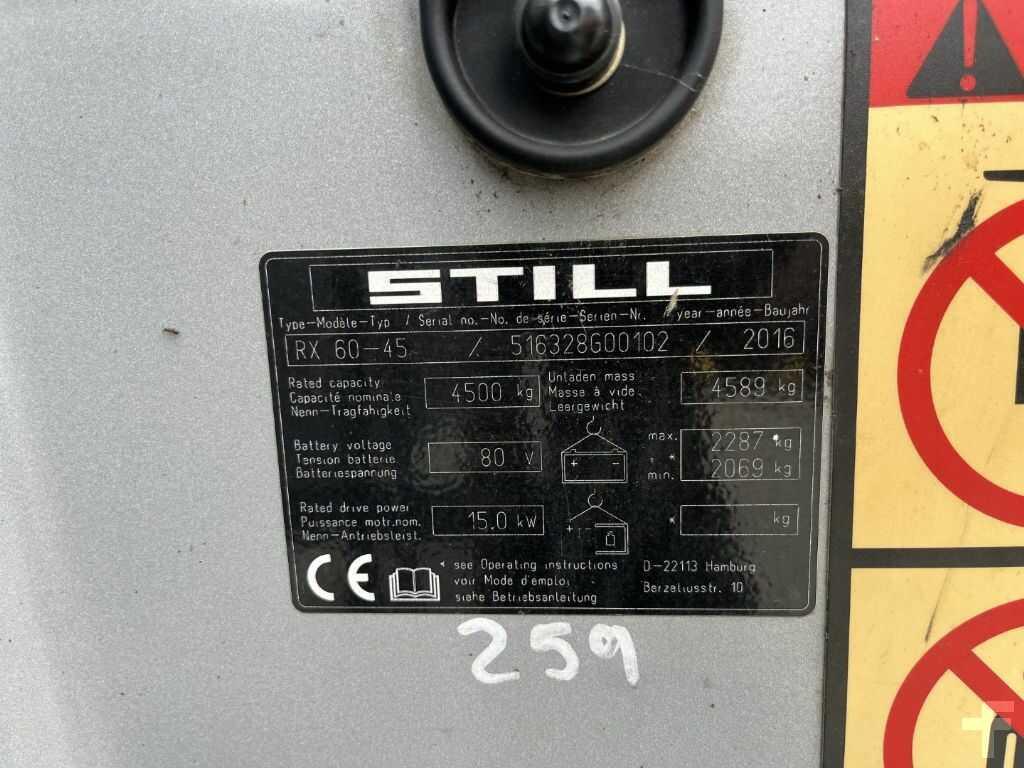 STILL
Type-Modèle-Typ / Serial no.-No. de série-Serien-Nr. / year-année-Baujahr
RX 60-45 / 516328G00102 / 2016
Rated capacity
Capacité nominale
Nenn-Tragfähigkeit
4500 kg
Unladen mass
Masse à vide
Leergewicht
4589 kg
Battery voltage
Tension batterie
Batteriespannung
80 V
+ -
max. 2287 kg
*
min. 2069 kg
Rated drive power
Puissance motr.nom.
Nenn-Antriebsleist.
15.0 kW
+
* kg
CE
* see Operating instructions
voir Mode d'emploi
siehe Betriebsanleitung
D-22113 Hamburg
Berzeliusstr. 10
259